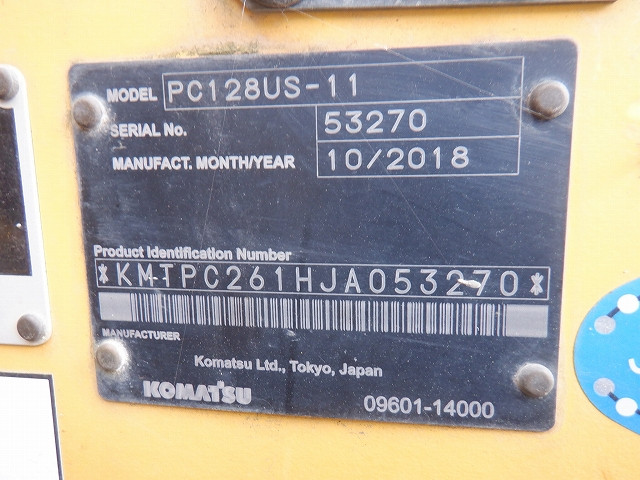 MODEL PC128US-11
SERIAL No. 53270
MANUFACT. MONTH/YEAR 10/2018
Product Identification Number
*KMTPC261HJA053270*
MANUFACTURER
Komatsu Ltd., Tokyo, Japan
KOMATSU
09601-14000